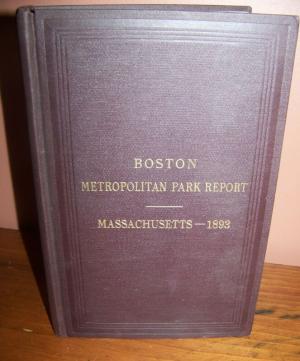 BOSTON
METROPOLITAN PARK REPORT
MASSACHUSETTS — 1893